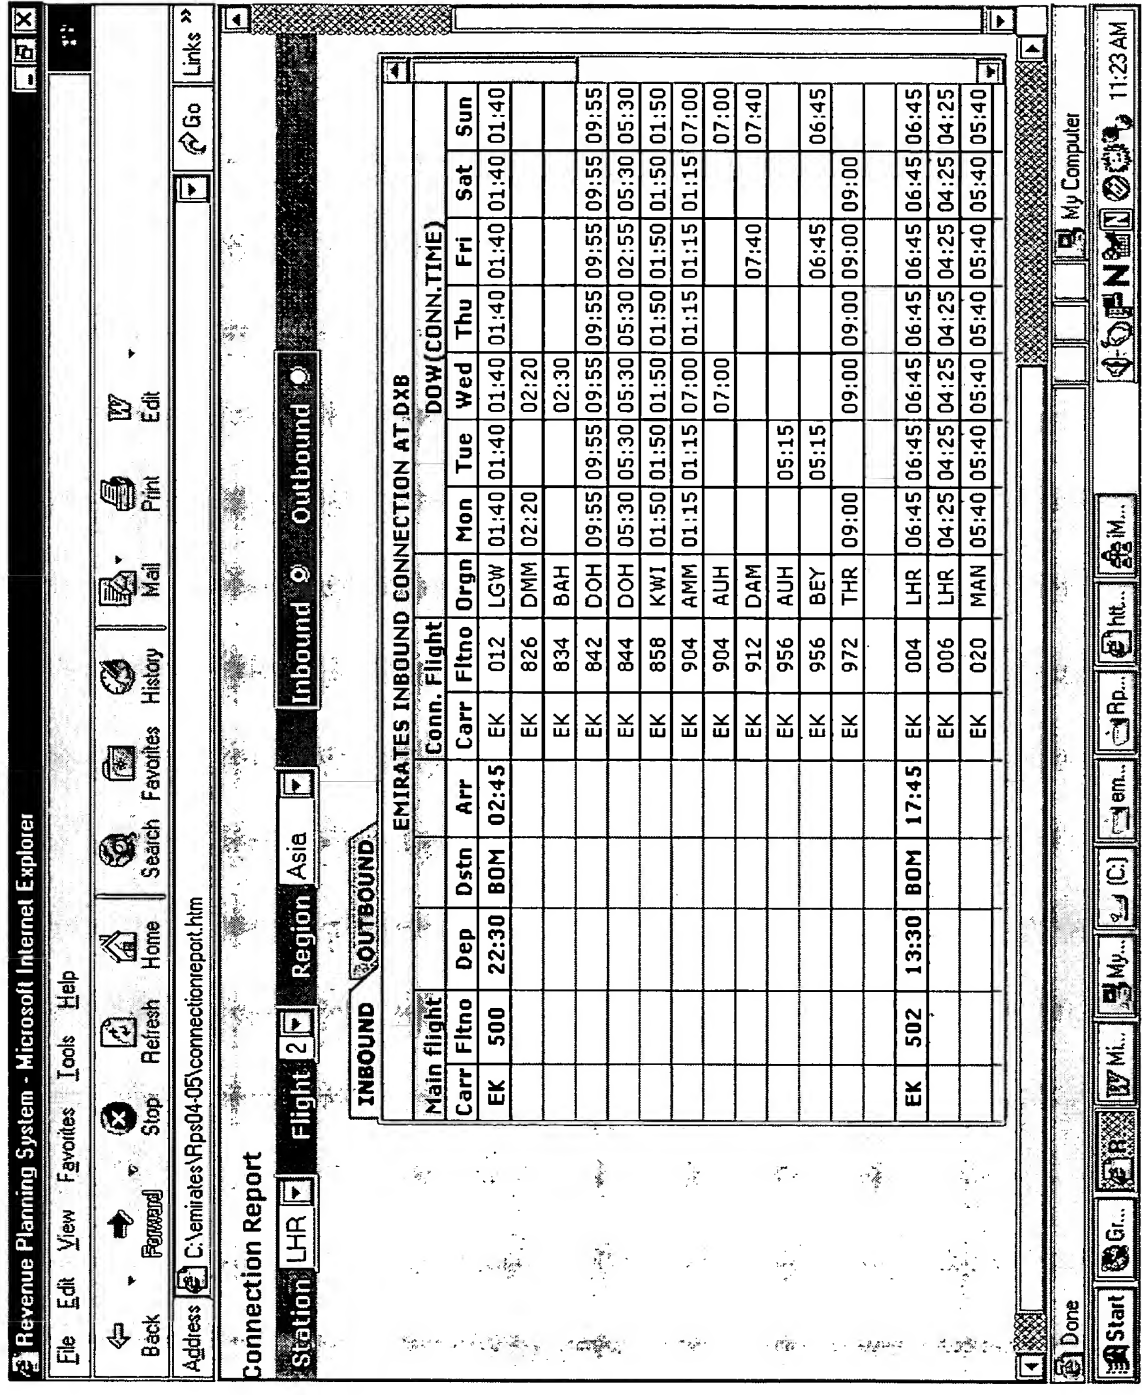 Revenue Planning System - Microsoft Internet Explorer
File Edit View Favorites Tools Help
Back Forward Stop Refresh Home Search Favorites History Mail Print Edit
Address C:\emirates\Rps04-05\connectionreport.htm Go Links »
Connection Report
Station LHR Flight 2 Region Asia Inbound Outbound
INBOUND OUTBOUND
EMIRATES INBOUND CONNECTION AT DXB
Main flight Conn. Flight DOW(CONN.TIME)
Carr Fltno Dep Dstn Arr Carr Fltno Orgn Mon Tue Wed Thu Fri Sat Sun
EK 500 22:30 BOM 02:45 EK 012 LGW 01:40 01:40 01:40 01:40 01:40 01:40 01:40
EK 826 DMM 02:20 02:20
EK 834 BAH 02:30
EK 842 DOH 09:55 09:55 09:55 09:55 09:55 09:55 09:55
EK 844 DOH 05:30 05:30 05:30 05:30 02:55 05:30 05:30
EK 858 KWI 01:50 01:50 01:50 01:50 01:50 01:50 01:50
EK 904 AMM 01:15 01:15 07:00 01:15 01:15 01:15 07:00
EK 904 AUH 07:00 07:00
EK 912 DAM 07:40 07:40
EK 956 AUH 05:15
EK 956 BEY 05:15 06:45 06:45
EK 972 THR 09:00 09:00 09:00 09:00 09:00
EK 502 13:30 BOM 17:45 EK 004 LHR 06:45 06:45 06:45 06:45 06:45 06:45 06:45
EK 006 LHR 04:25 04:25 04:25 04:25 04:25 04:25 04:25
EK 020 MAN 05:40 05:40 05:40 05:40 05:40 05:40 05:40
Done My Computer
Start Gr... R... Mi... My... (C:) em... Rp... htt... iM... 11:23 AM